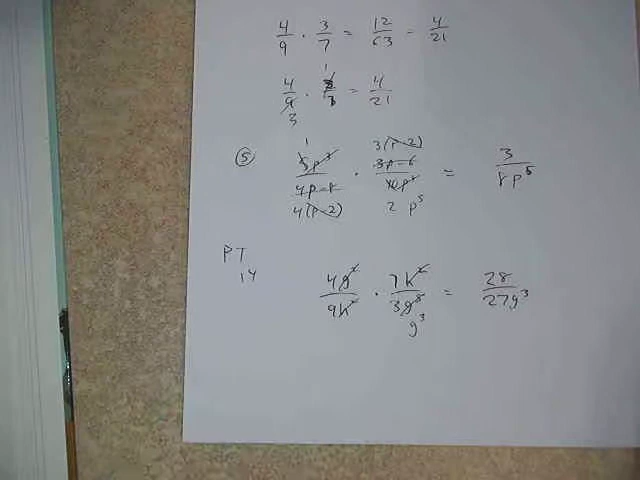 4/9 · 3/7 = 12/63 = 4/21
1
4/9 · 3/7 = 4/21
3
1 3(p-2)
⑤ 5p³/4p-8 · 3p-6/10p⁸ = 3/8p⁵
4(p-2) 2 p⁵
PT
14
4g²/9k² · 7k²/3g⁵ = 28/27g³
g³